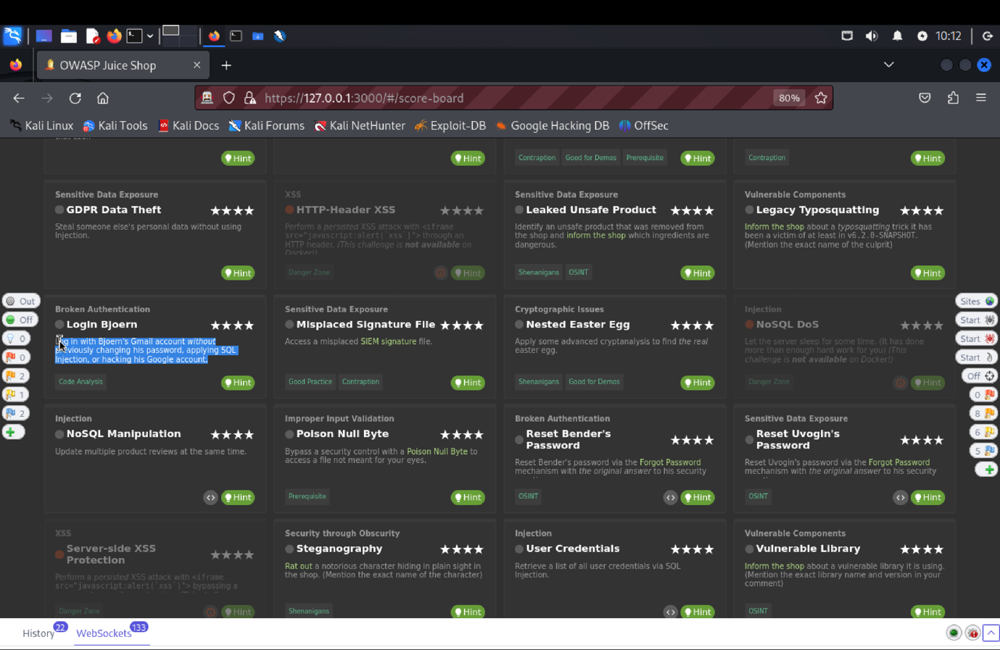 10:12
OWASP Juice Shop
https://127.0.0.1:3000/#/score-board
80%
Kali Linux
Kali Tools
Kali Docs
Kali Forums
Kali NetHunter
Exploit-DB
Google Hacking DB
OffSec
Hint
Hint
Contraption
Good for Demos
Prerequisite
Hint
Contraption
Hint
Sensitive Data Exposure
GDPR Data Theft
Steal someone else's personal data without using
Injection.
Hint
XSS
HTTP-Header XSS
Perform a persisted XSS attack with <iframe
src="javascript:alert(`xss`)"> through an
HTTP header. (This challenge is not available on
Docker!)
Danger Zone
Hint
Sensitive Data Exposure
Leaked Unsafe Product
Identify an unsafe product that was removed from
the shop and inform the shop which ingredients are
dangerous.
Shenanigans
OSINT
Hint
Vulnerable Components
Legacy Typosquatting
Inform the shop about a typosquatting trick it has
been a victim of at least in v6.2.0-SNAPSHOT.
(Mention the exact name of the culprit)
Hint
Out
Off
0
0
2
1
2
Broken Authentication
Login Bjoern
in with Bjoern's Gmail account without
previously changing his password, applying SQL
Injection, or hacking his Google account.
Code Analysis
Hint
Sensitive Data Exposure
Misplaced Signature File
Access a misplaced SIEM signature file.
Good Practice
Contraption
Hint
Cryptographic Issues
Nested Easter Egg
Apply some advanced cryptanalysis to find the real
easter egg.
Shenanigans
Good for Demos
Hint
Injection
NoSQL DoS
Let the server sleep for some time. (It has done
more than enough hard work for you) (This
challenge is not available on Docker!)
Danger Zone
Hint
Sites
Start
Start
Start
Off
0
8
6
5
Injection
NoSQL Manipulation
Update multiple product reviews at the same time.
<>
Hint
Improper Input Validation
Poison Null Byte
Bypass a security control with a Poison Null Byte to
access a file not meant for your eyes.
Prerequisite
Hint
Broken Authentication
Reset Bender's
Password
Reset Bender's password via the Forgot Password
mechanism with the original answer to his security
OSINT
<>
Hint
Sensitive Data Exposure
Reset Uvogin's
Password
Reset Uvogin's password via the Forgot Password
mechanism with the original answer to his security
OSINT
<>
Hint
XSS
Server-side XSS
Protection
Perform a persisted XSS attack with <iframe
src="javascript:alert(`xss`)"> bypassing a
Danger Zone
Hint
Security through Obscurity
Steganography
Rat out a notorious character hiding in plain sight in
the shop. (Mention the exact name of the character)
Shenanigans
Hint
Injection
User Credentials
Retrieve a list of all user credentials via SQL
Injection.
<>
Hint
Vulnerable Components
Vulnerable Library
Inform the shop about a vulnerable library it is using.
(Mention the exact library name and version in your
comment)
OSINT
Hint
History
22
WebSockets
133